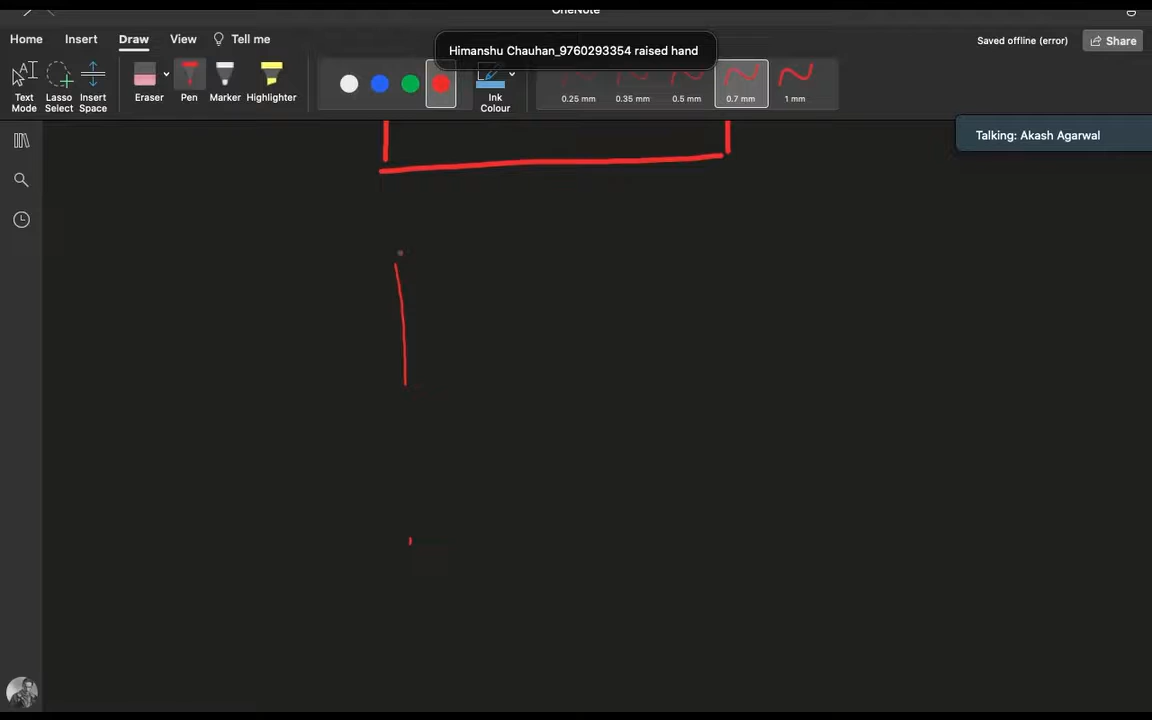 OneNote
Himanshu Chauhan_9760293354 raised hand
Home Insert Draw View Tell me
Saved offline (error) Share
Text Mode
Lasso Select
Insert Space
Eraser
Pen
Marker
Highlighter
Ink Colour
0.25 mm 0.35 mm 0.5 mm 0.7 mm 1 mm
Talking: Akash Agarwal